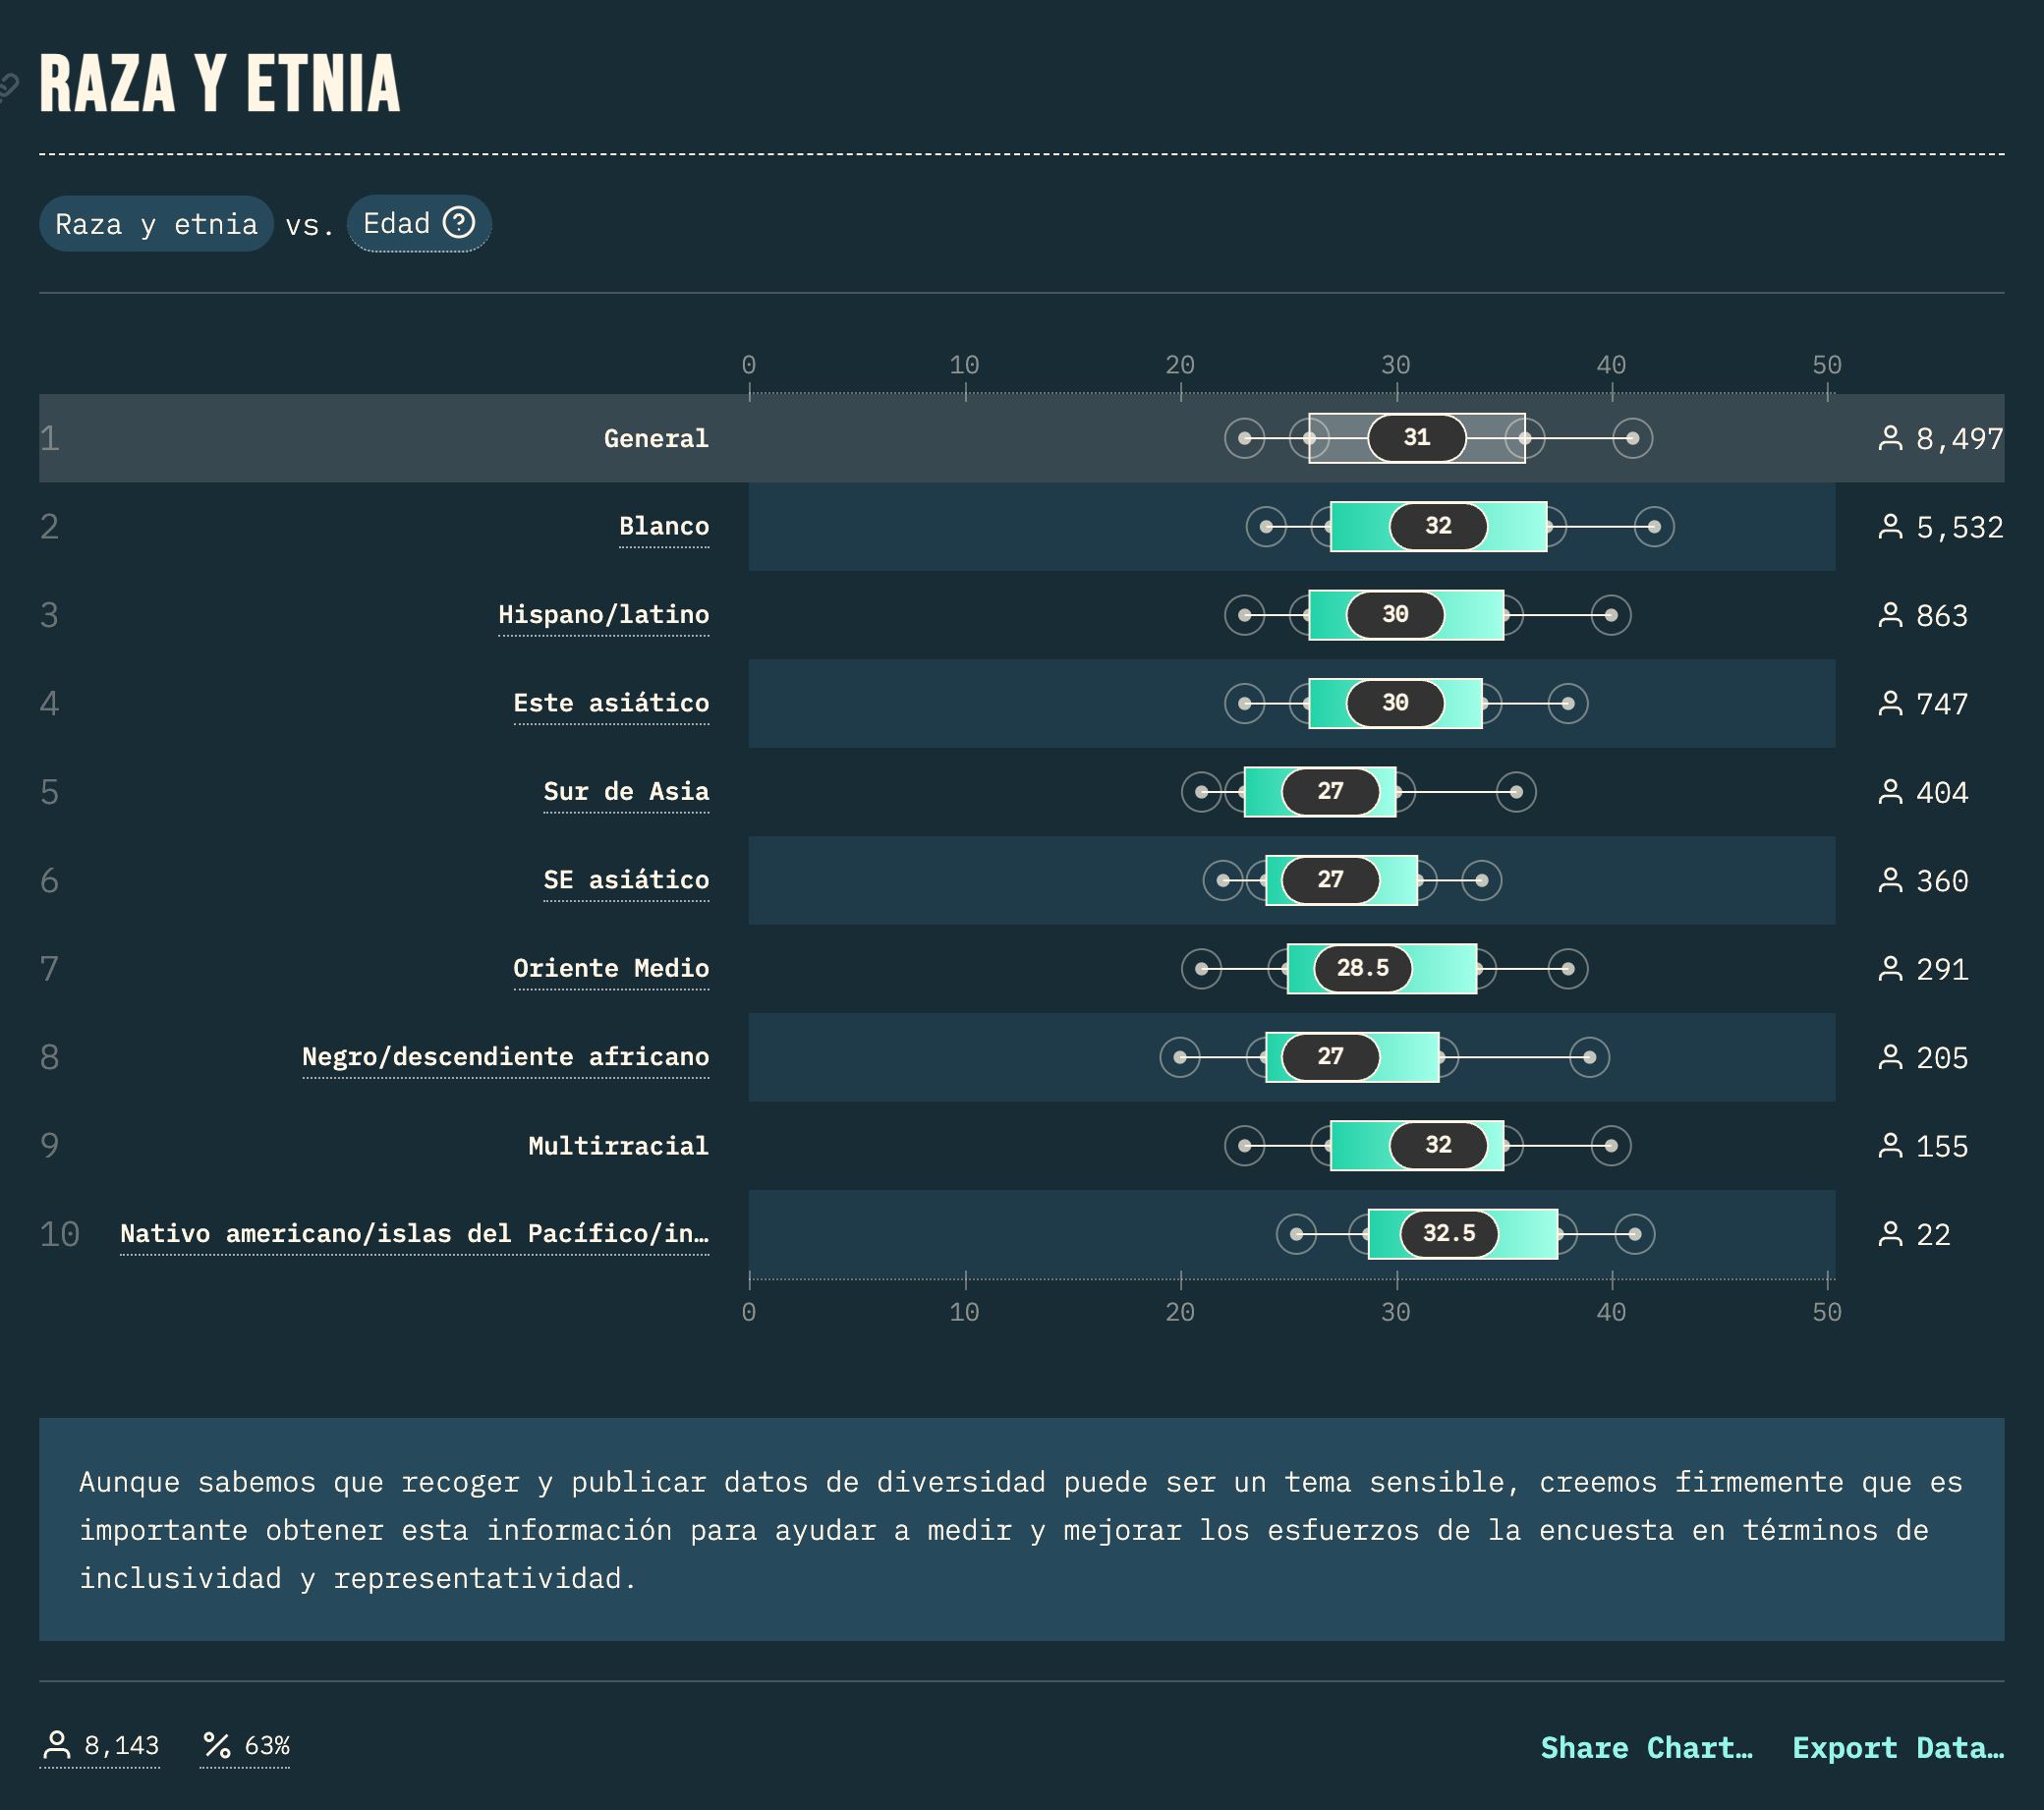 RAZA Y ETNIA
Raza y etnia vs. Edad ?
0 10 20 30 40 50
1 General 31 8,497
2 Blanco 32 5,532
3 Hispano/latino 30 863
4 Este asiático 30 747
5 Sur de Asia 27 404
6 SE asiático 27 360
7 Oriente Medio 28.5 291
8 Negro/descendiente africano 27 205
9 Multirracial 32 155
10 Nativo americano/islas del Pacífico/in… 32.5 22
0 10 20 30 40 50
Aunque sabemos que recoger y publicar datos de diversidad puede ser un tema sensible, creemos firmemente que es
importante obtener esta información para ayudar a medir y mejorar los esfuerzos de la encuesta en términos de
inclusividad y representatividad.
8,143 % 63% Share Chart… Export Data…